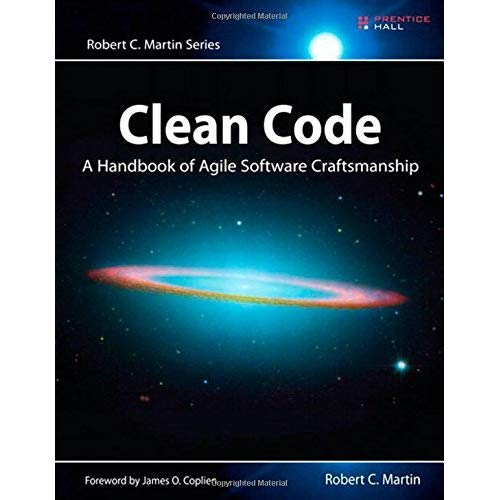 Copyrighted Material
Robert C. Martin Series
PRENTICE
HALL
Clean Code
A Handbook of Agile Software Craftsmanship
Foreword by James O. Coplien
Robert C. Martin
Copyrighted Material